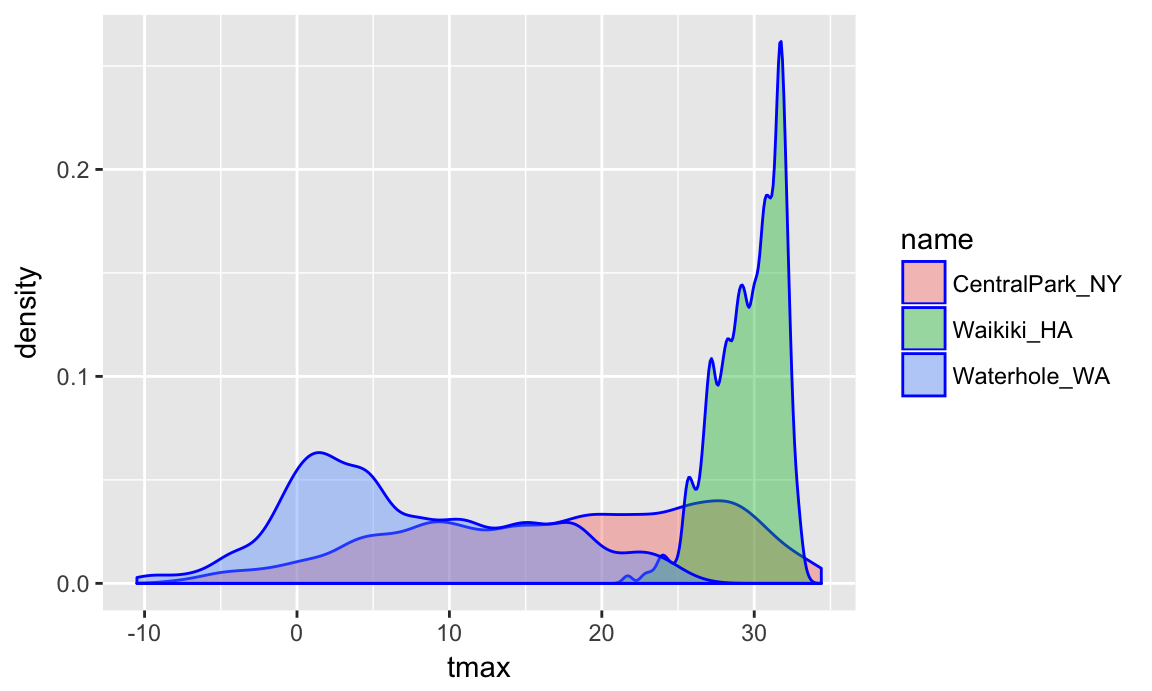 density
0.2
0.1
0.0
-10 0 10 20 30
tmax
name
CentralPark_NY
Waikiki_HA
Waterhole_WA